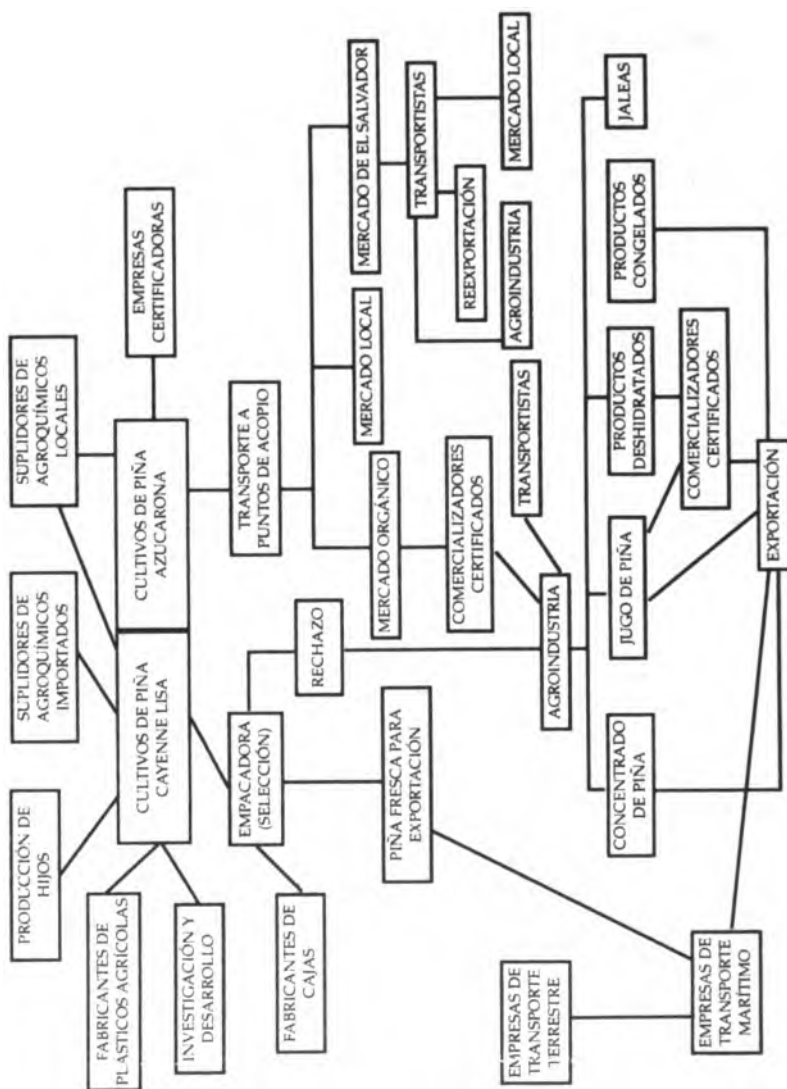 PRODUCCIÓN DE
HIJOS
SUPLIDORES DE
AGROQUÍMICOS
IMPORTADOS
SUPLIDORES DE
AGROQUÍMICOS
LOCALES
FABRICANTES DE
PLÁSTICOS AGRÍCOLAS
INVESTIGACIÓN Y
DESARROLLO
CULTIVOS DE PIÑA
CAYENNE LISA
CULTIVOS DE PIÑA
AZUCARONA
EMPRESAS
CERTIFICADORAS
FABRICANTES DE
CAJAS
EMPACADORA
(SELECCIÓN)
TRANSPORTE A
PUNTOS DE ACOPIO
RECHAZO
PIÑA FRESCA PARA
EXPORTACIÓN
MERCADO ORGÁNICO
MERCADO LOCAL
MERCADO DE EL SALVADOR
COMERCIALIZADORES
CERTIFICADOS
TRANSPORTISTAS
REEXPORTACIÓN
AGROINDUSTRIA
MERCADO LOCAL
AGROINDUSTRIA
TRANSPORTISTAS
EMPRESAS DE
TRANSPORTE
TERRESTRE
CONCENTRADO
DE PIÑA
JUGO DE PIÑA
PRODUCTOS
DESHIDRATADOS
PRODUCTOS
CONGELADOS
JALEAS
COMERCIALIZADORES
CERTIFICADOS
EMPRESAS DE
TRANSPORTE
MARÍTIMO
EXPORTACIÓN